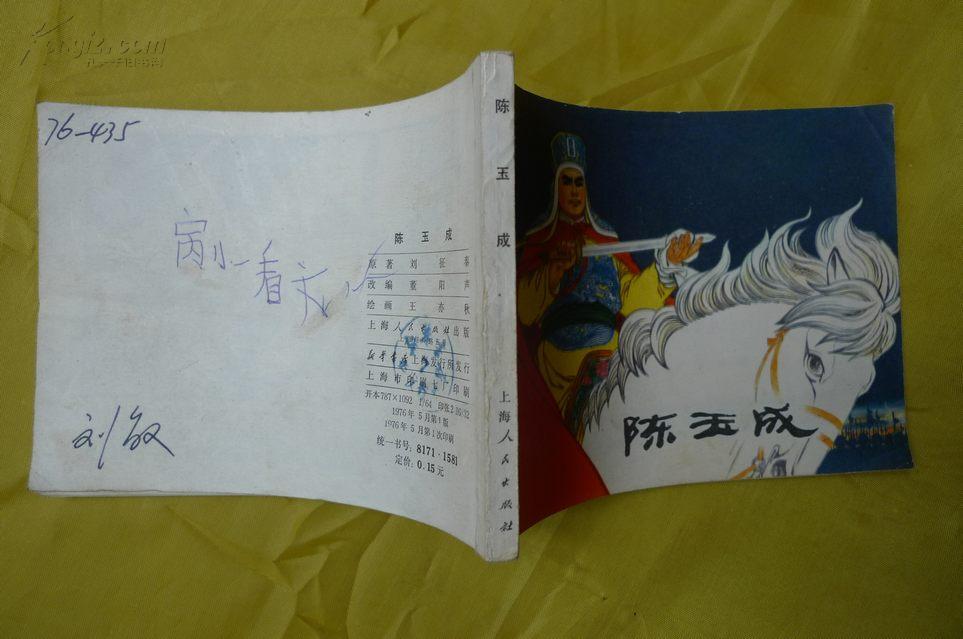 Kongfz.com
76-435
刘敏
陈玉成
原著 刘征泰
改编 董阳声
绘画 王亦秋
上海人民出版社出版
新华书店上海发行所发行
上海市印刷七厂印刷
开本787×1092 1/64 印张2 30/32
1976年5月第1版
1976年5月第1次印刷
统一书号：8171·1581
定价：0.15元
陈玉成
上海人民出版社
陈玉成